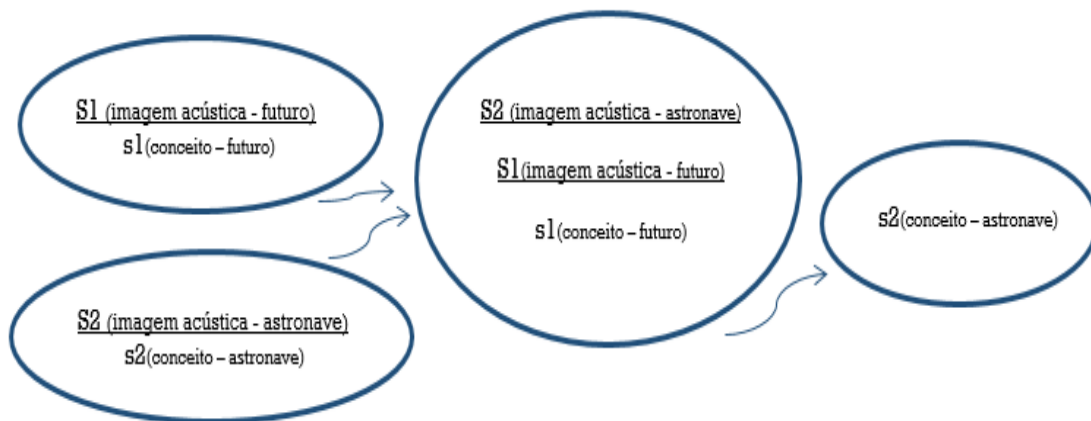 S1 (imagem acústica - futuro)
s1(conceito – futuro)
S2 (imagem acústica - astronave)
s2(conceito – astronave)
S2 (imagem acústica - astronave)
S1(imagem acústica - futuro)
s1(conceito – futuro)
s2(conceito – astronave)